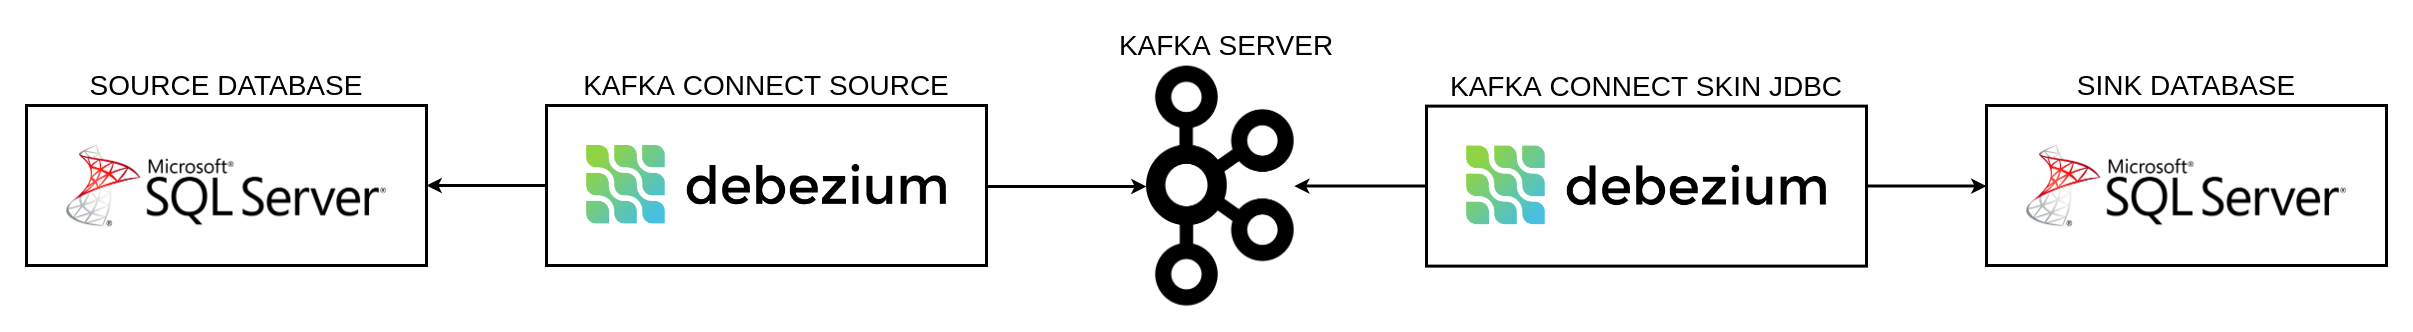 KAFKA SERVER
SOURCE DATABASE
KAFKA CONNECT SOURCE
KAFKA CONNECT SKIN JDBC
SINK DATABASE
Microsoft®
SQL Server®
®
debezium
debezium
Microsoft®
SQL Server®
®